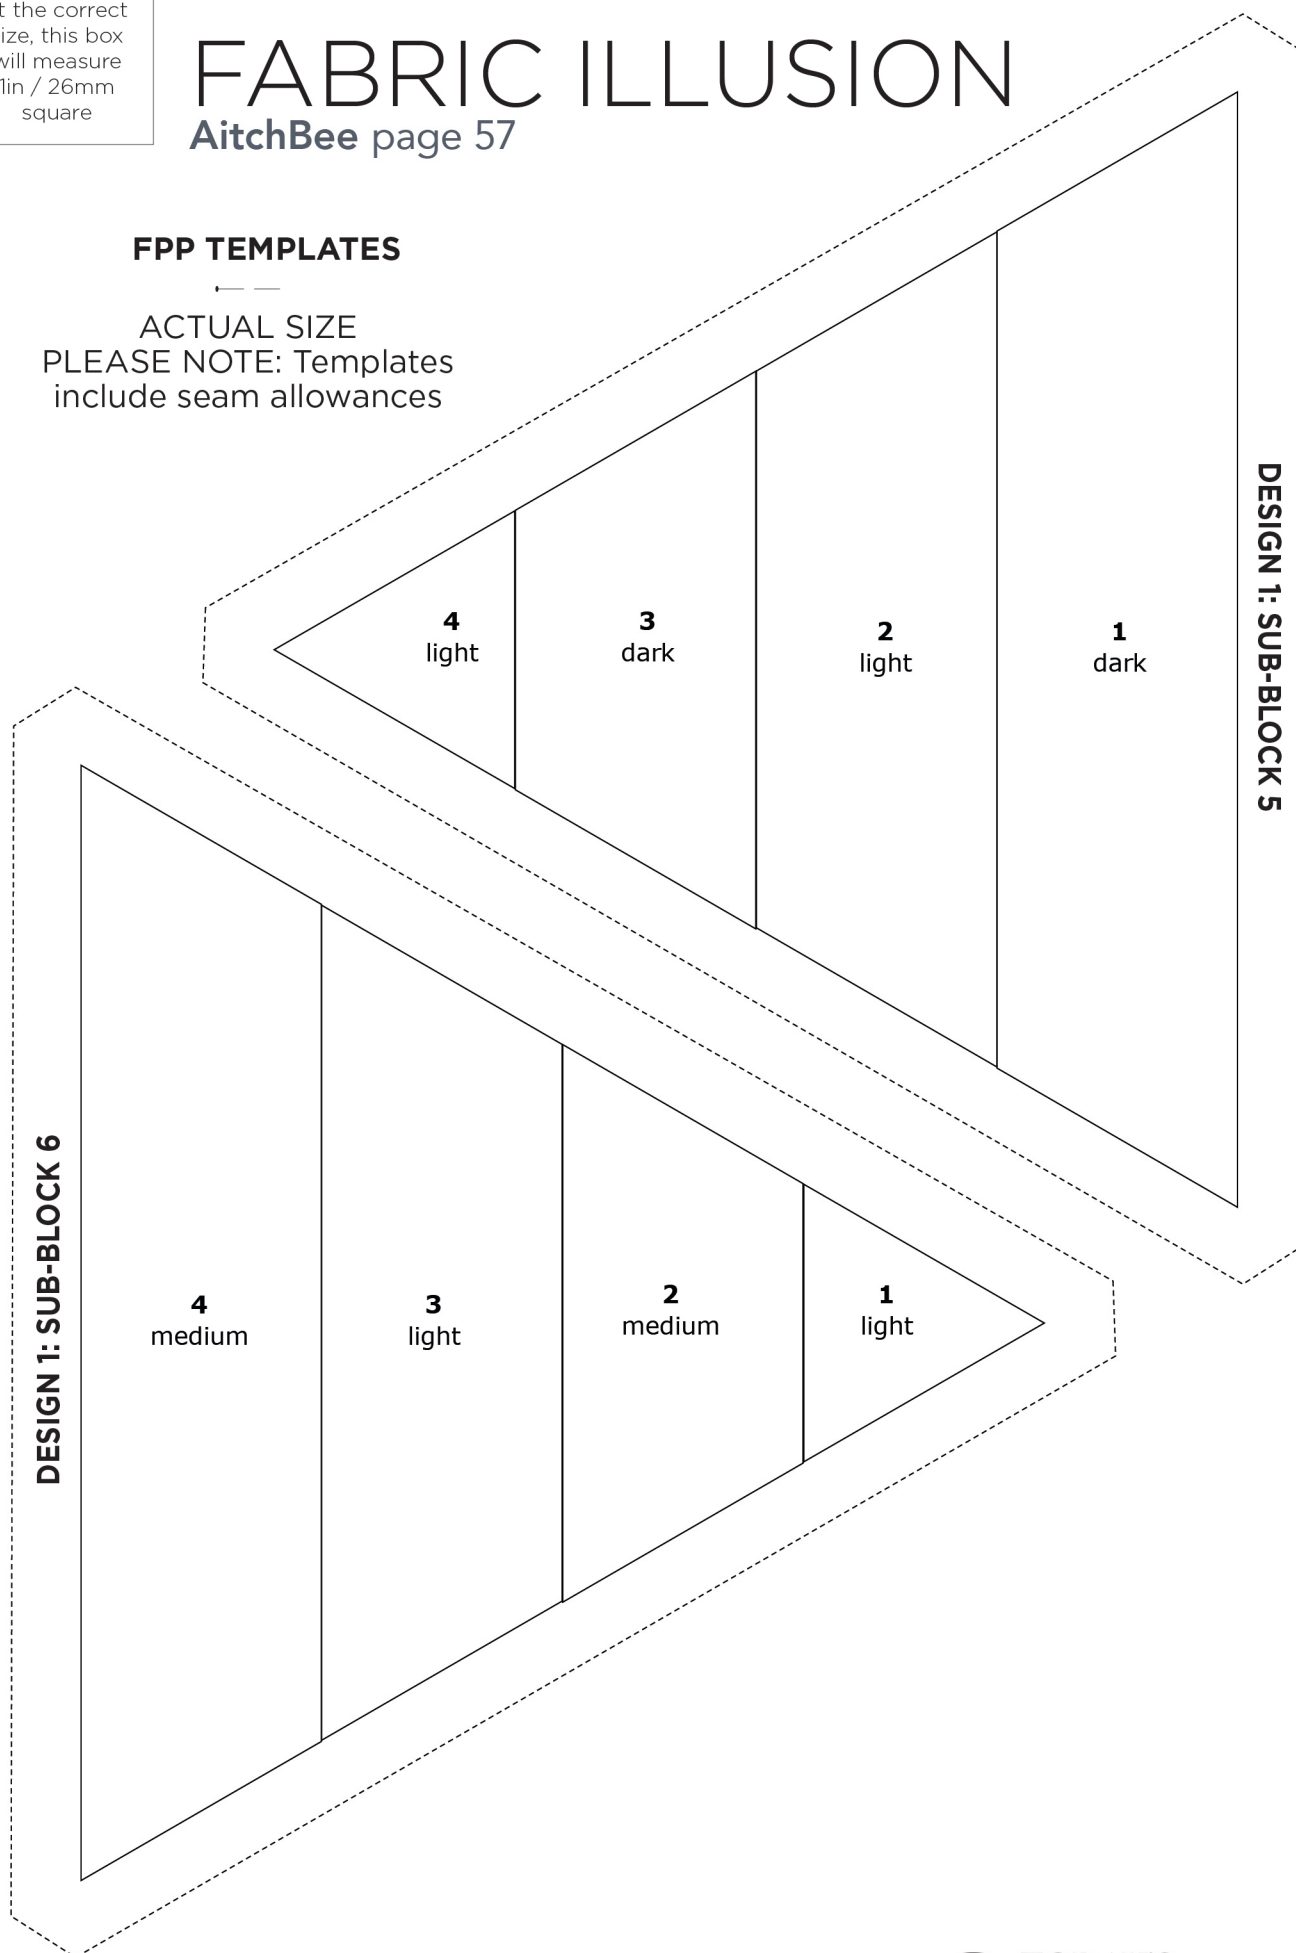 t the correct
ize, this box
will measure
1in / 26mm
square
FABRIC ILLUSION
AitchBee page 57
FPP TEMPLATES
ACTUAL SIZE
PLEASE NOTE: Templates
include seam allowances
4
light
3
dark
2
light
1
dark
DESIGN 1: SUB-BLOCK 5
DESIGN 1: SUB-BLOCK 6
4
medium
3
light
2
medium
1
light